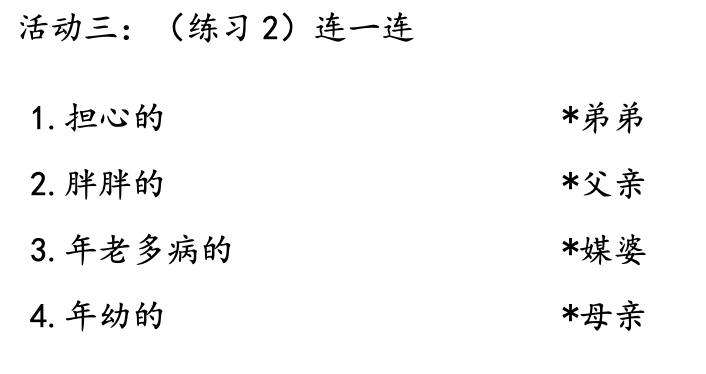 活动三：（练习2）连一连
1.担心的 *弟弟
2.胖胖的 *父亲
3.年老多病的 *媒婆
4.年幼的 *母亲